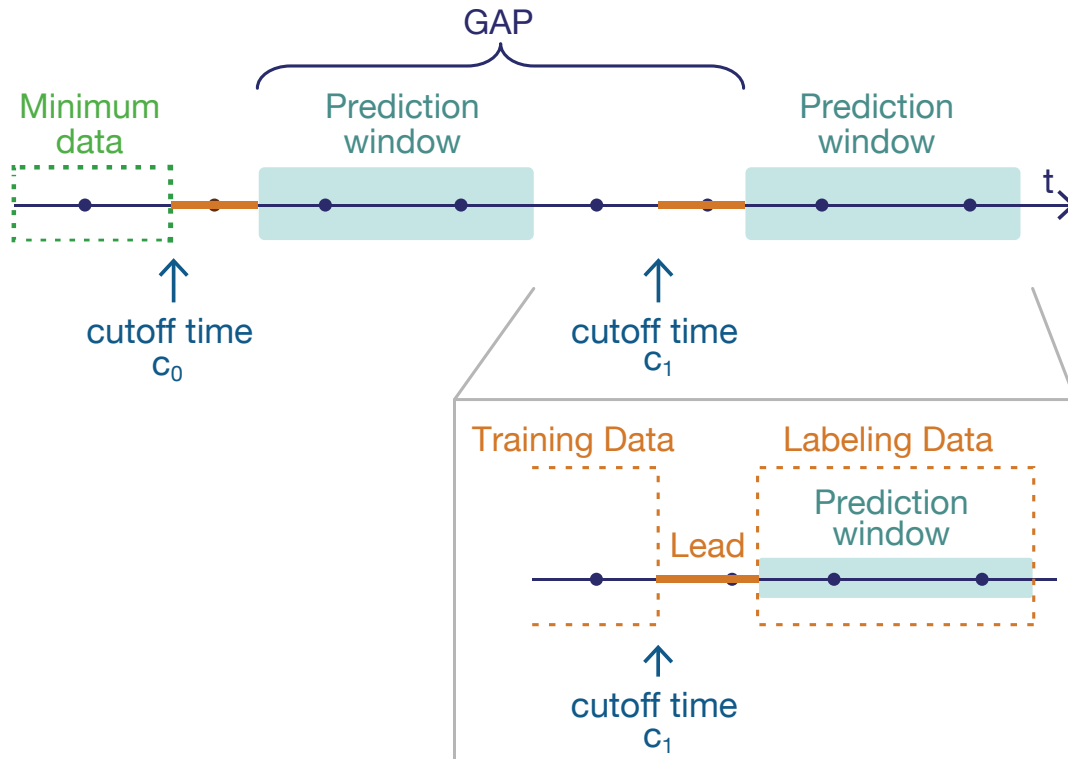 GAP
Minimum
data
Prediction
window
Prediction
window
t
cutoff time
c₀
cutoff time
c₁
Training Data
Labeling Data
Prediction
window
Lead
cutoff time
c₁